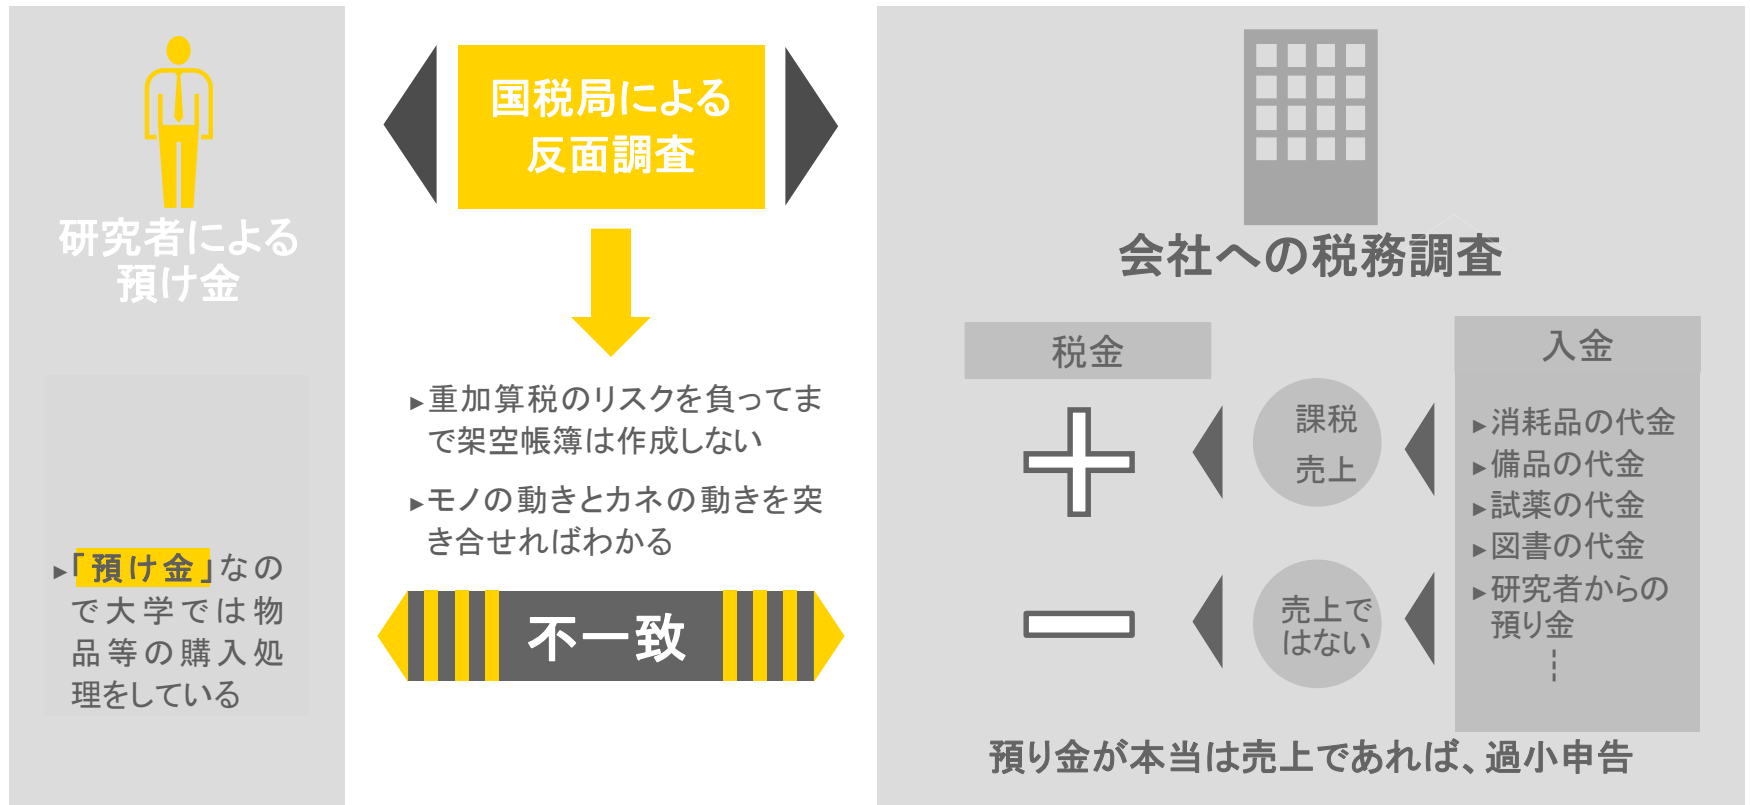 研究者による
預け金
▸「預け金」なの
で大学では物
品等の購入処
理をしている
国税局による
反面調査
▸重加算税のリスクを負ってま
で架空帳簿は作成しない
▸モノの動きとカネの動きを突
き合せればわかる
不一致
会社への税務調査
税金
課税
売上
売上で
はない
入金
▸消耗品の代金
▸備品の代金
▸試薬の代金
▸図書の代金
▸研究者からの
預り金
預り金が本当は売上であれば、過小申告